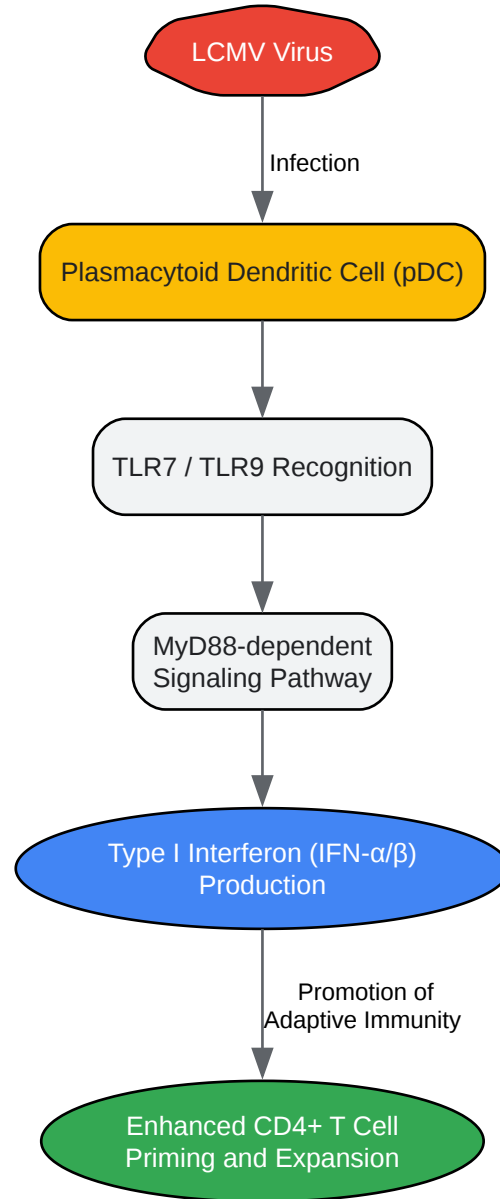 LCMV Virus
Infection
Plasmacytoid Dendritic Cell (pDC)
TLR7 / TLR9 Recognition
MyD88-dependent
Signaling Pathway
Type I Interferon (IFN-α/β)
Production
Promotion of
Adaptive Immunity
Enhanced CD4+ T Cell
Priming and Expansion